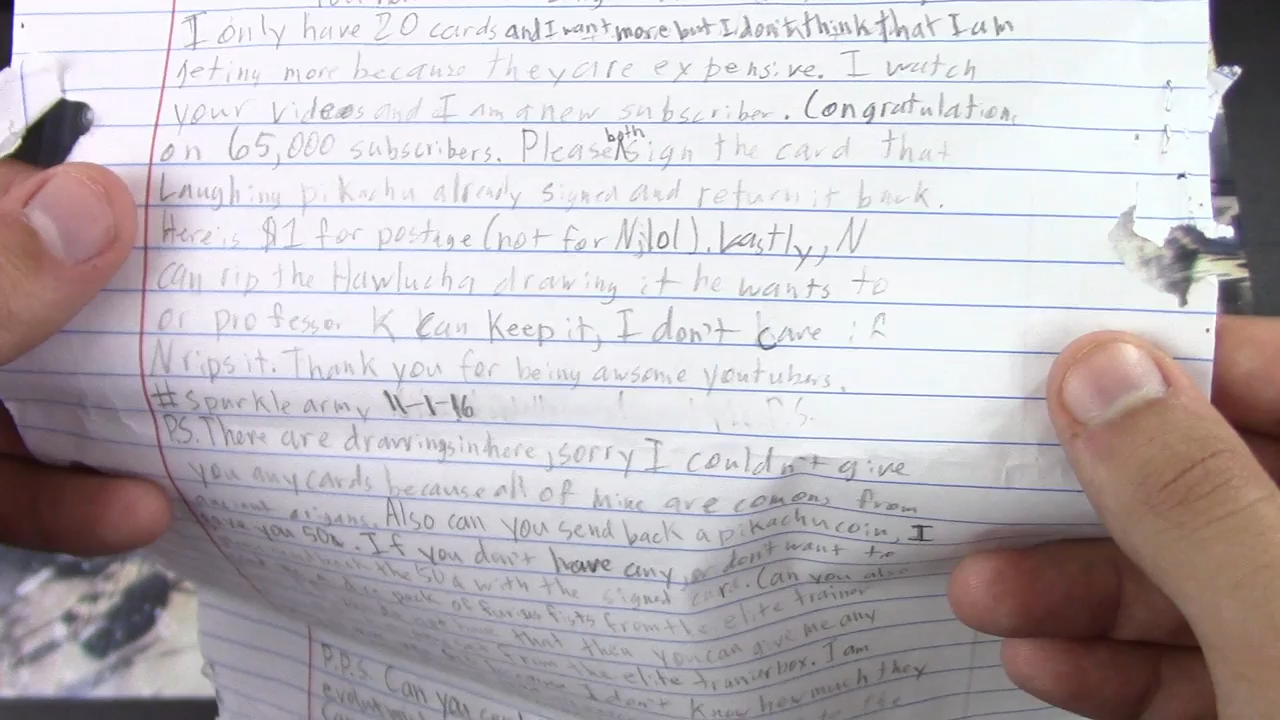 I only have 20 cards and I want more but I don't think that I am
geting more because they are expensive. I watch
your videos and I am a new subscriber. Congratulation
on 65,000 subscribers. Please both sign the card that
Laughing pikachu already signed and return it back.
Here is $1 for postage (not for N, lol). Lastly, N
can rip the Hawlucha drawing if he wants to
or professor K can keep it, I don't care if
N rips it. Thank you for being awsome youtubers.
#sparkle army 11-1-16
P.S. There are drawings in here, sorry I couldn't give
you any cards because all of mine are comons from
ancient origans. Also can you send back a pikachu coin, I
gave you 50¢. If you don't have any, or don't want to
send back the 50¢ with the signed card. Can you also
pack of furious fists from the elite trainer
that then you can give me any
from the elite tranier box. I am
I don't know how much they
to the
P.P.S. Can you